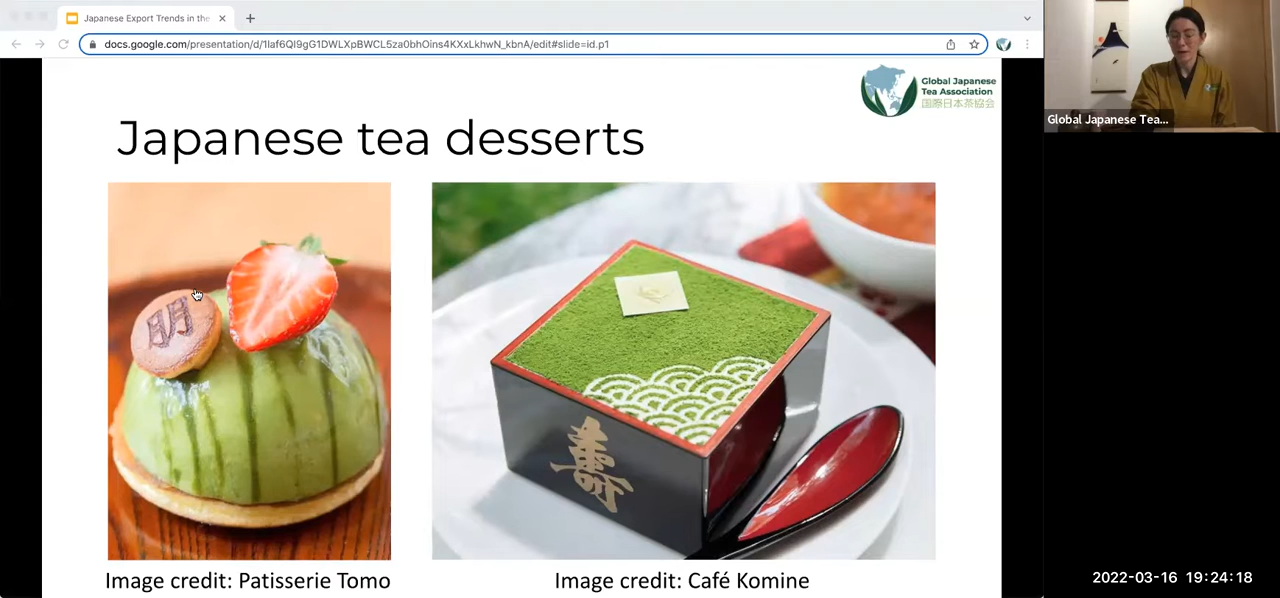 Japanese Export Trends in the
docs.google.com/presentation/d/1Iaf6QI9gG1DWLXpBWCL5za0bhOins4KXxLkhwN_kbnA/edit#slide=id.p1
Global Japanese
Tea Association
国際日本茶協会
Global Japanese Tea...
Japanese tea desserts
明
寿
Image credit: Patisserie Tomo
Image credit: Café Komine
2022-03-16 19:24:18